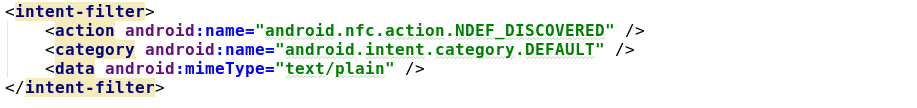 <intent-filter>
    <action android:name="android.nfc.action.NDEF_DISCOVERED" />
    <category android:name="android.intent.category.DEFAULT" />
    <data android:mimeType="text/plain" />
</intent-filter>